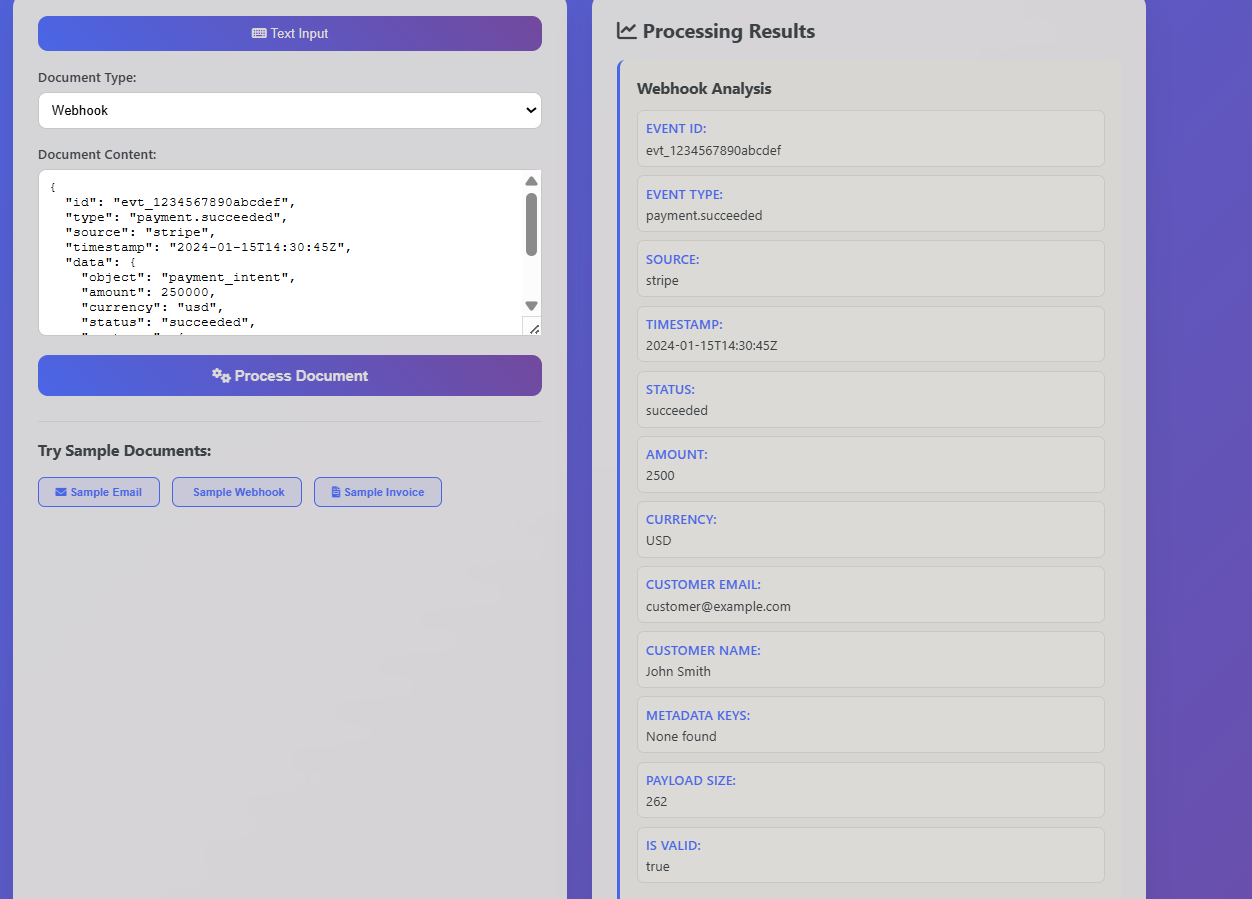 Text Input
Document Type:
Webhook
Document Content:
{
  "id": "evt_1234567890abcdef",
  "type": "payment.succeeded",
  "source": "stripe",
  "timestamp": "2024-01-15T14:30:45Z",
  "data": {
    "object": "payment_intent",
    "amount": 250000,
    "currency": "usd",
    "status": "succeeded",
Process Document
Try Sample Documents:
Sample Email
Sample Webhook
Sample Invoice
Processing Results
Webhook Analysis
EVENT ID:
evt_1234567890abcdef
EVENT TYPE:
payment.succeeded
SOURCE:
stripe
TIMESTAMP:
2024-01-15T14:30:45Z
STATUS:
succeeded
AMOUNT:
2500
CURRENCY:
USD
CUSTOMER EMAIL:
customer@example.com
CUSTOMER NAME:
John Smith
METADATA KEYS:
None found
PAYLOAD SIZE:
262
IS VALID:
true